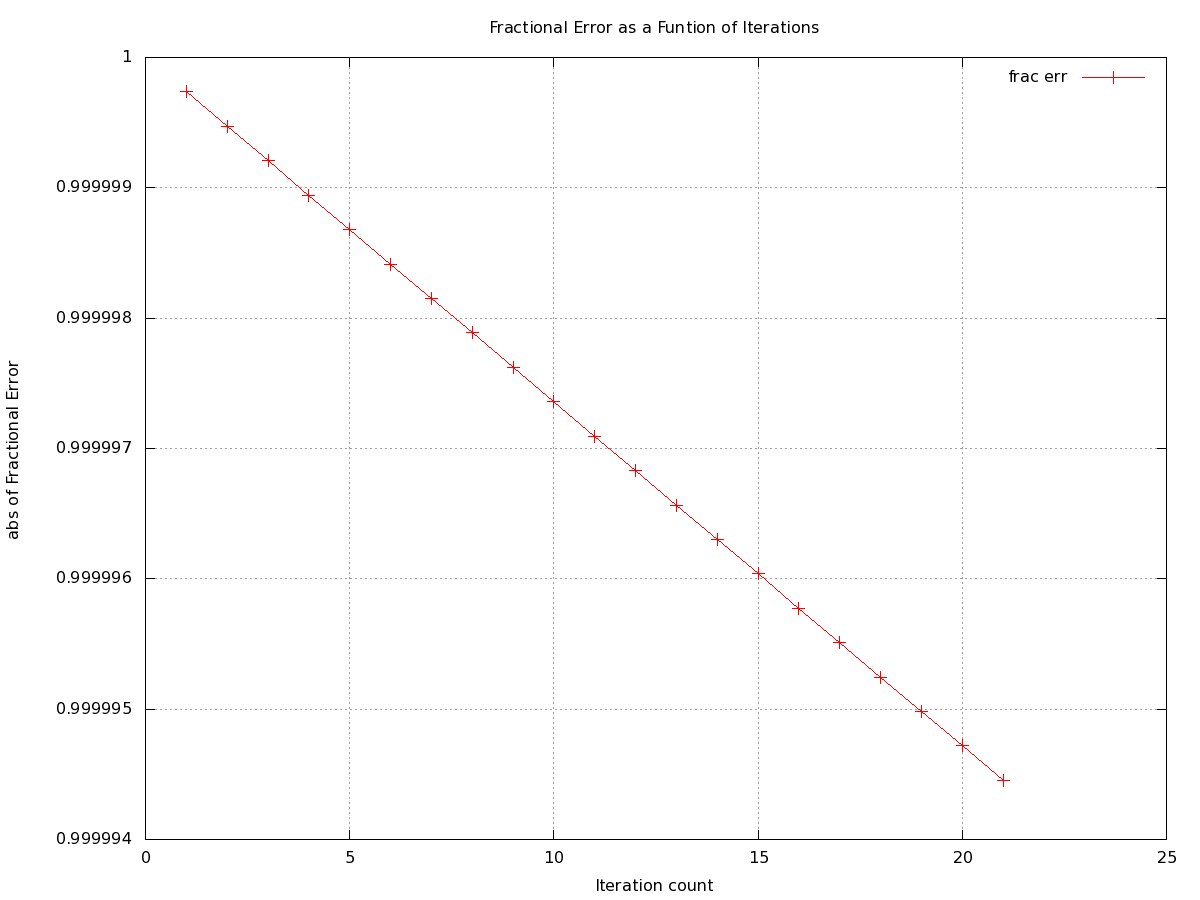 Fractional Error as a Funtion of Iterations
frac err
1
0.999999
0.999998
0.999997
0.999996
0.999995
0.999994
abs of Fractional Error
0 5 10 15 20 25
Iteration count